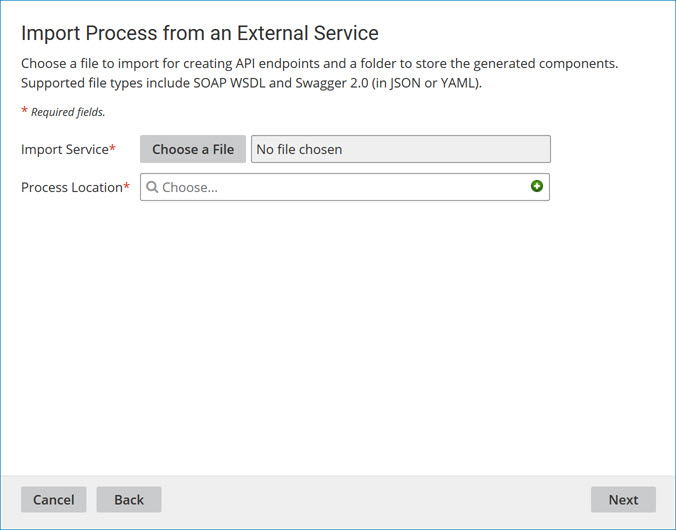 Import Process from an External Service
Choose a file to import for creating API endpoints and a folder to store the generated components.
Supported file types include SOAP WSDL and Swagger 2.0 (in JSON or YAML).
* Required fields.
Import Service* Choose a File No file chosen
Process Location* Choose...
Cancel Back Next